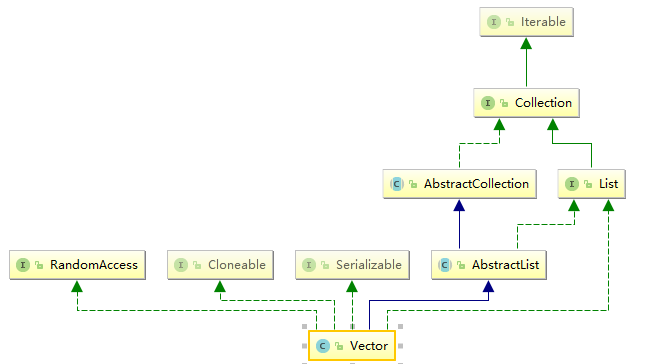 I Iterable
I Collection
C AbstractCollection
I List
I RandomAccess
I Cloneable
I Serializable
C AbstractList
C Vector